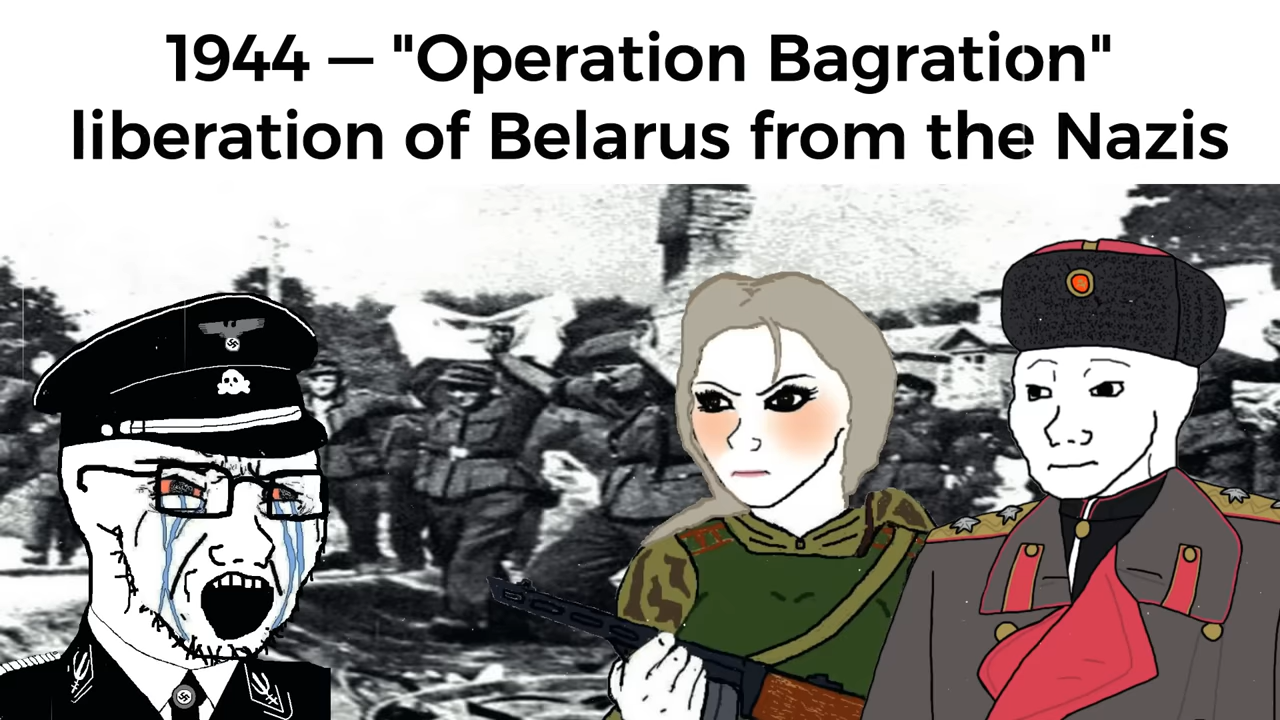 1944 — "Operation Bagration"
liberation of Belarus from the Nazis